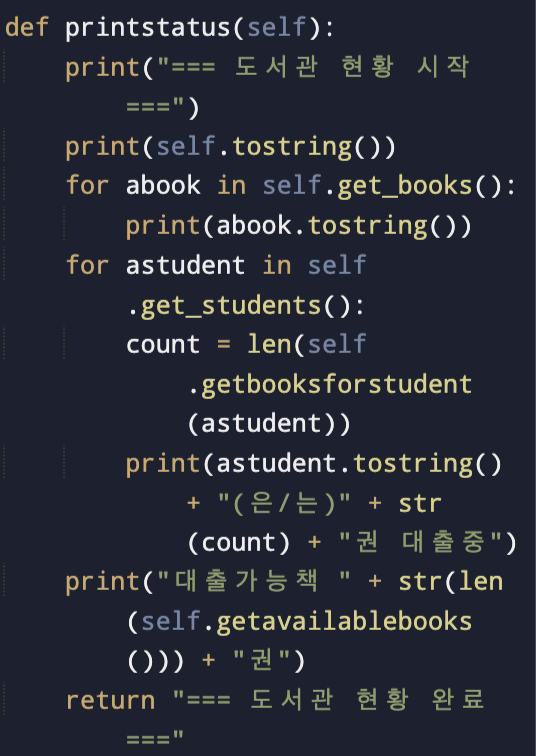 def printstatus(self):
print("=== 도서관 현황 시작
===")
print(self.tostring())
for abook in self.get_books():
print(abook.tostring())
for astudent in self
.get_students():
count = len(self
.getbooksforstudent
(astudent))
print(astudent.tostring()
+ "(은/는)" + str
(count) + "권 대출중")
print("대출가능책 " + str(len
(self.getavailablebooks
())) + "권")
return "=== 도서관 현황 완료
==="